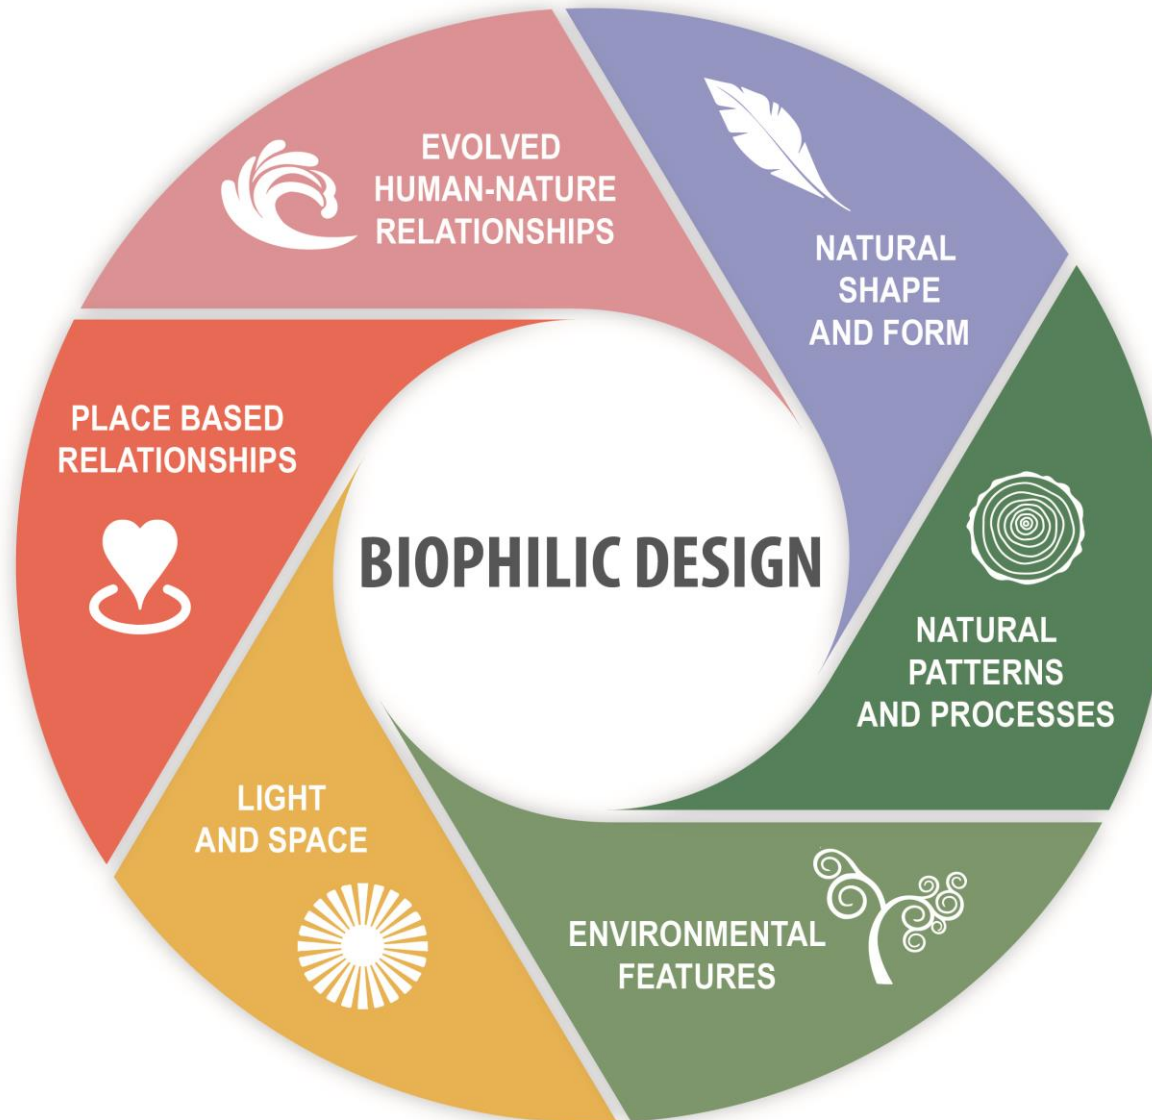 EVOLVED
HUMAN-NATURE
RELATIONSHIPS
NATURAL
SHAPE
AND FORM
PLACE BASED
RELATIONSHIPS
BIOPHILIC DESIGN
NATURAL
PATTERNS
AND PROCESSES
LIGHT
AND SPACE
ENVIRONMENTAL
FEATURES